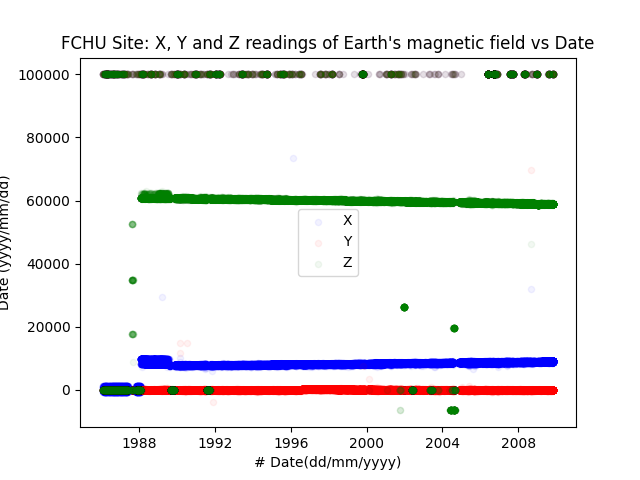 FCHU Site: X, Y and Z readings of Earth's magnetic field vs Date
100000
80000
60000
40000
20000
0
Date (yyyy/mm/dd)
X
Y
Z
1988 1992 1996 2000 2004 2008
# Date(dd/mm/yyyy)